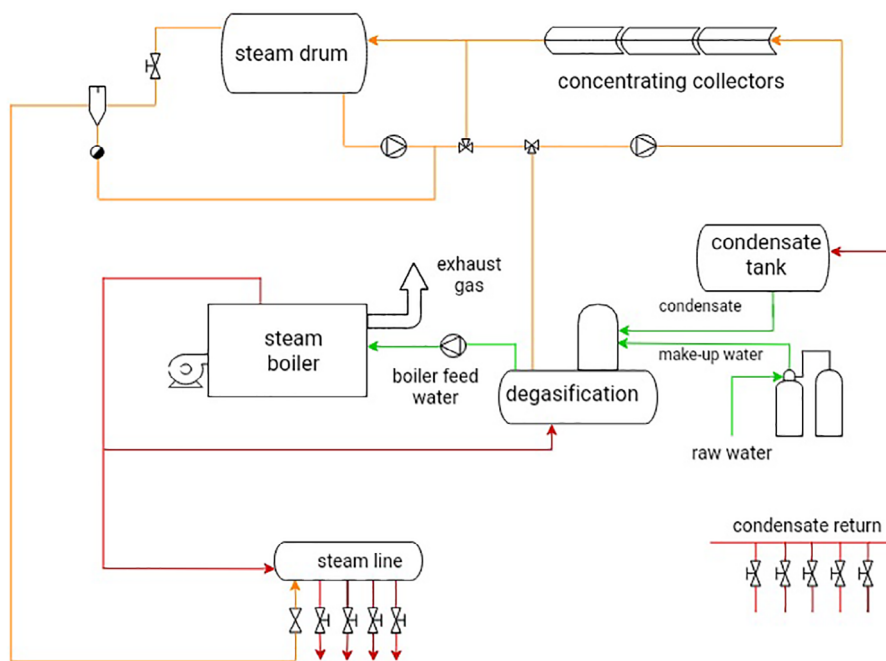 steam drum
concentrating collectors
condensate
tank
exhaust
gas
condensate
steam
boiler
make-up water
boiler feed
water
degasification
raw water
condensate return
steam line